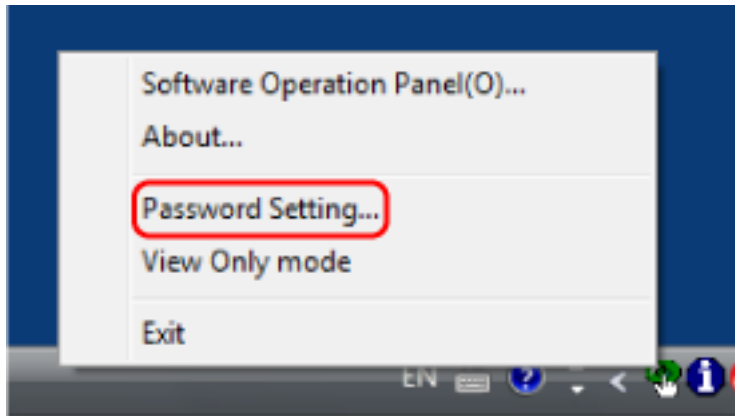 Software Operation Panel(O)...
About...
Password Setting...
View Only mode
Exit
EN